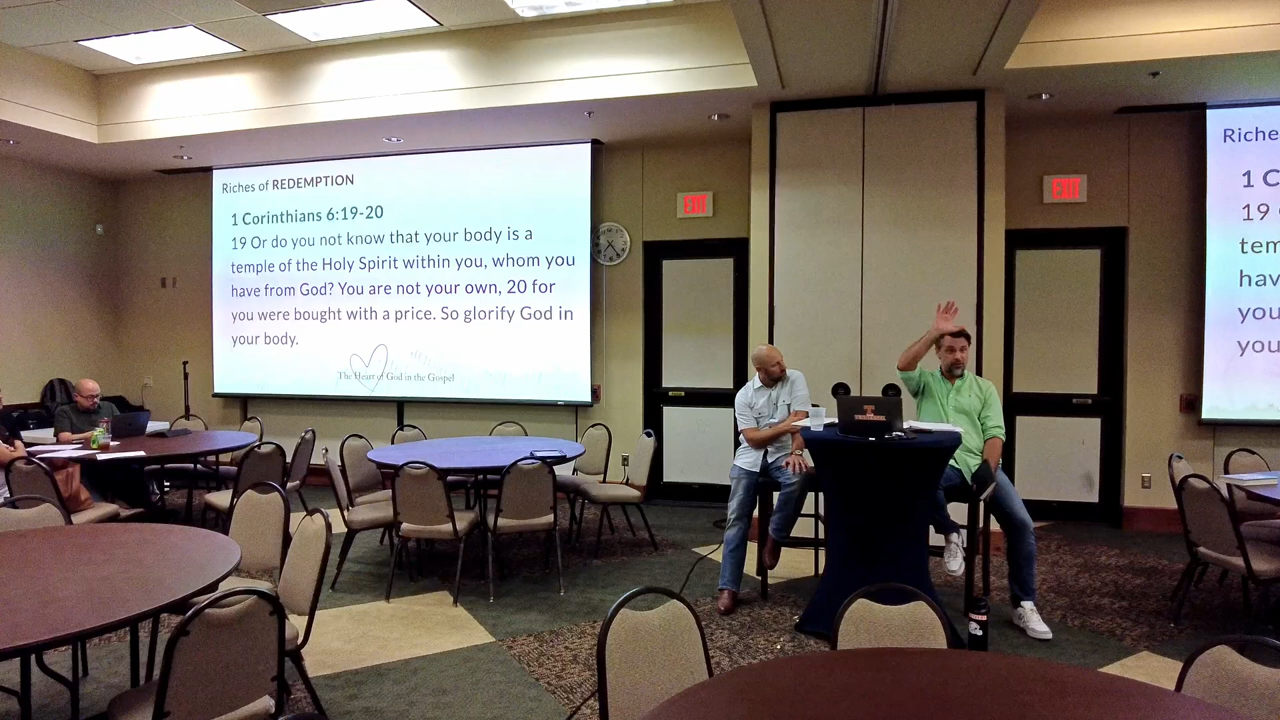 Riches of REDEMPTION
1 Corinthians 6:19-20
19 Or do you not know that your body is a
temple of the Holy Spirit within you, whom you
have from God? You are not your own, 20 for
you were bought with a price. So glorify God in
your body.
The Heart of God in the Gospel
EXIT
EXIT
Riche
1 C
19
tem
hav
you
you
T